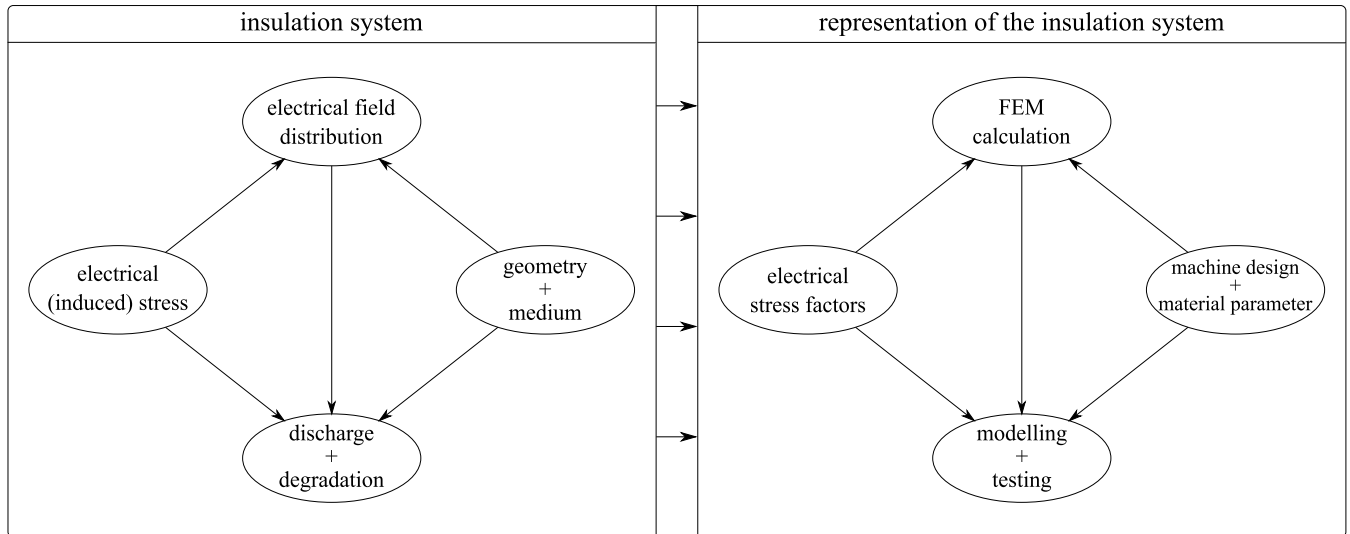 insulation system
electrical field
distribution
electrical
(induced) stress
geometry
+
medium
discharge
+
degradation
representation of the insulation system
FEM
calculation
electrical
stress factors
machine design
+
material parameter
modelling
+
testing